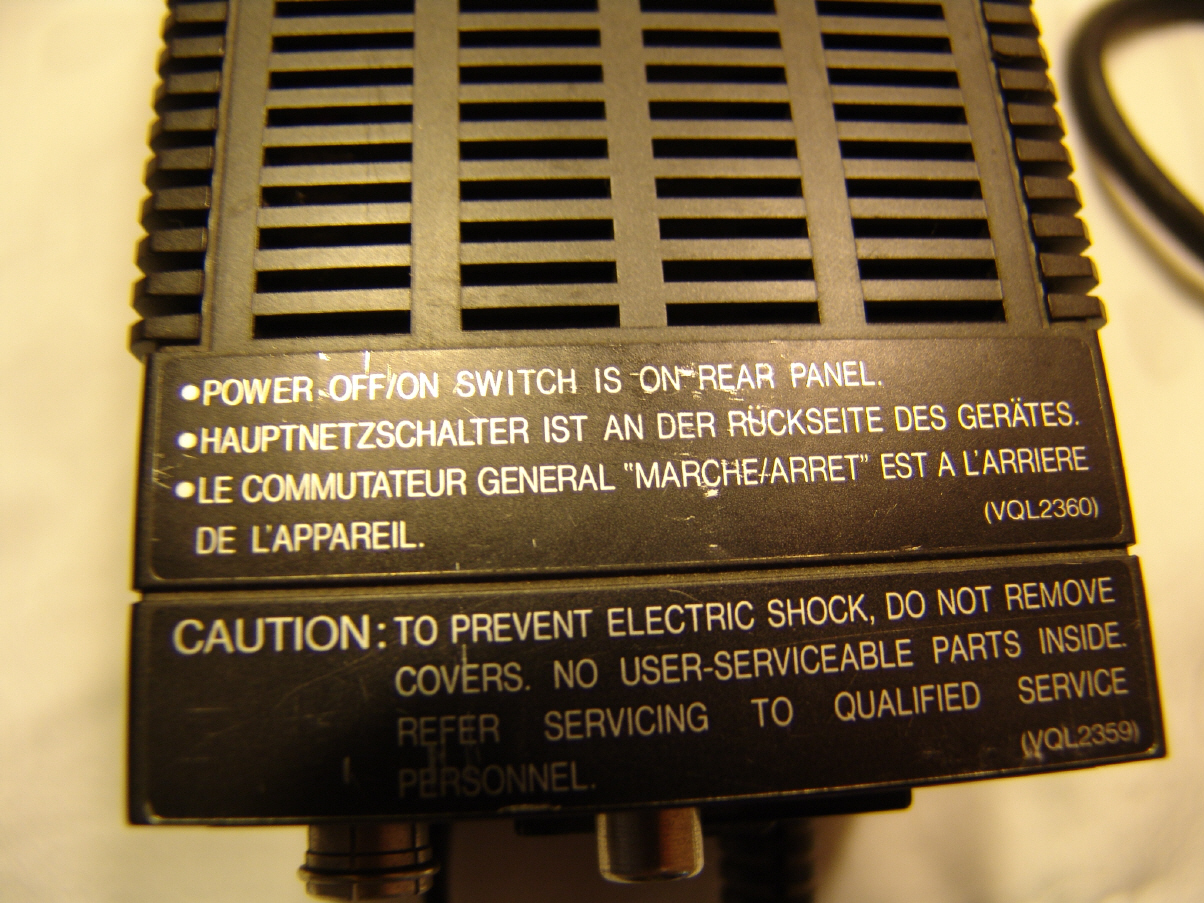 ●POWER OFF/ON SWITCH IS ON REAR PANEL.
●HAUPTNETZSCHALTER IST AN DER RÜCKSEITE DES GERÄTES.
●LE COMMUTATEUR GENERAL "MARCHE/ARRET" EST A L'ARRIERE
DE L'APPAREIL.
(VQL2360)
CAUTION: TO PREVENT ELECTRIC SHOCK, DO NOT REMOVE
COVERS. NO USER-SERVICEABLE PARTS INSIDE.
REFER SERVICING TO QUALIFIED SERVICE
PERSONNEL.
(VQL2359)